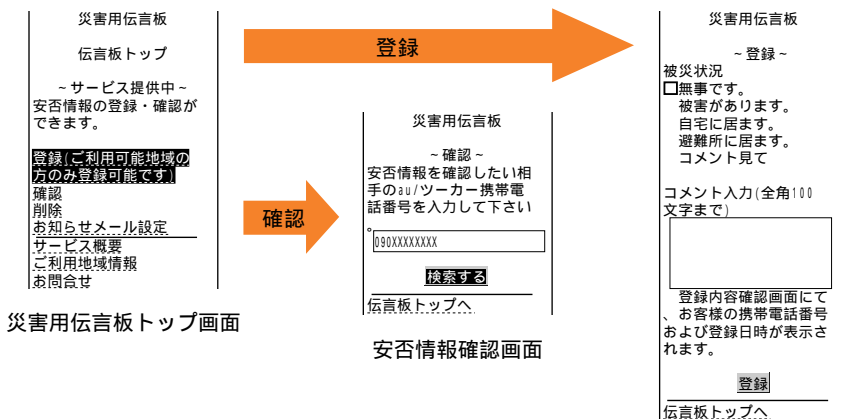 災害用伝言板
伝言板トップ
~サービス提供中~
安否情報の登録・確認が
できます。
登録(ご利用可能地域の
方のみ登録可能です)
確認
削除
お知らせメール設定
サービス概要
ご利用地域情報
お問合せ
災害用伝言板トップ画面
登録
確認
災害用伝言板
~確認~
安否情報を確認したい相
手のau/ツーカー携帯電
話番号を入力して下さい
。
090XXXXXXXX
検索する
伝言板トップへ
安否情報確認画面
災害用伝言板
~登録~
被災状況
□無事です。
被害があります。
自宅に居ます。
避難所に居ます。
コメント見て
コメント入力(全角100
文字まで)
登録内容確認画面にて
、お客様の携帯電話番号
および登録日時が表示さ
れます。
登録
伝言板トップへ